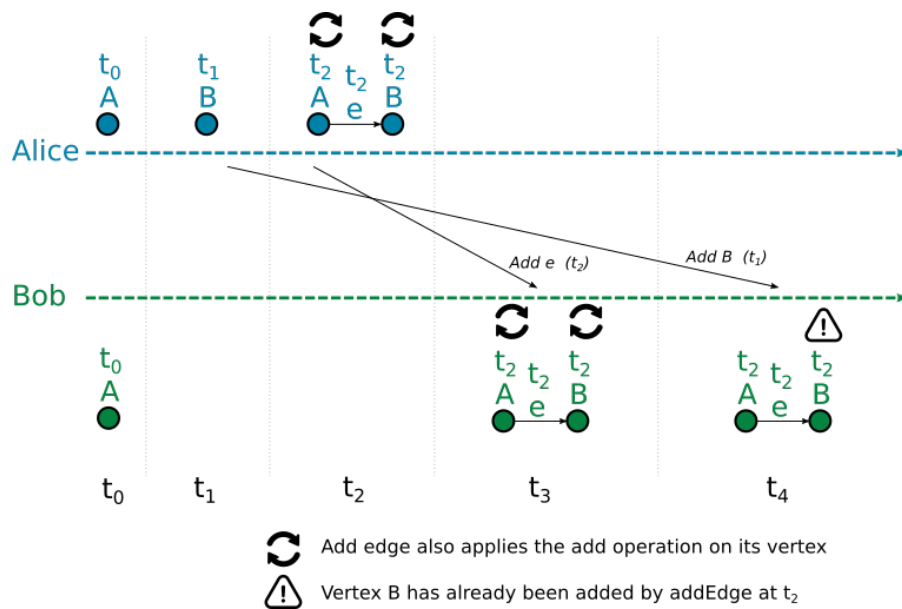 t₀
A
t₁
B
t₂ t₂ t₂
A e B
Alice
Add e (t₂)
Add B (t₁)
Bob
t₀
A
t₂ t₂ t₂
A e B
t₂ t₂ t₂
A e B
t₀ t₁ t₂ t₃ t₄
Add edge also applies the add operation on its vertex
Vertex B has already been added by addEdge at t₂